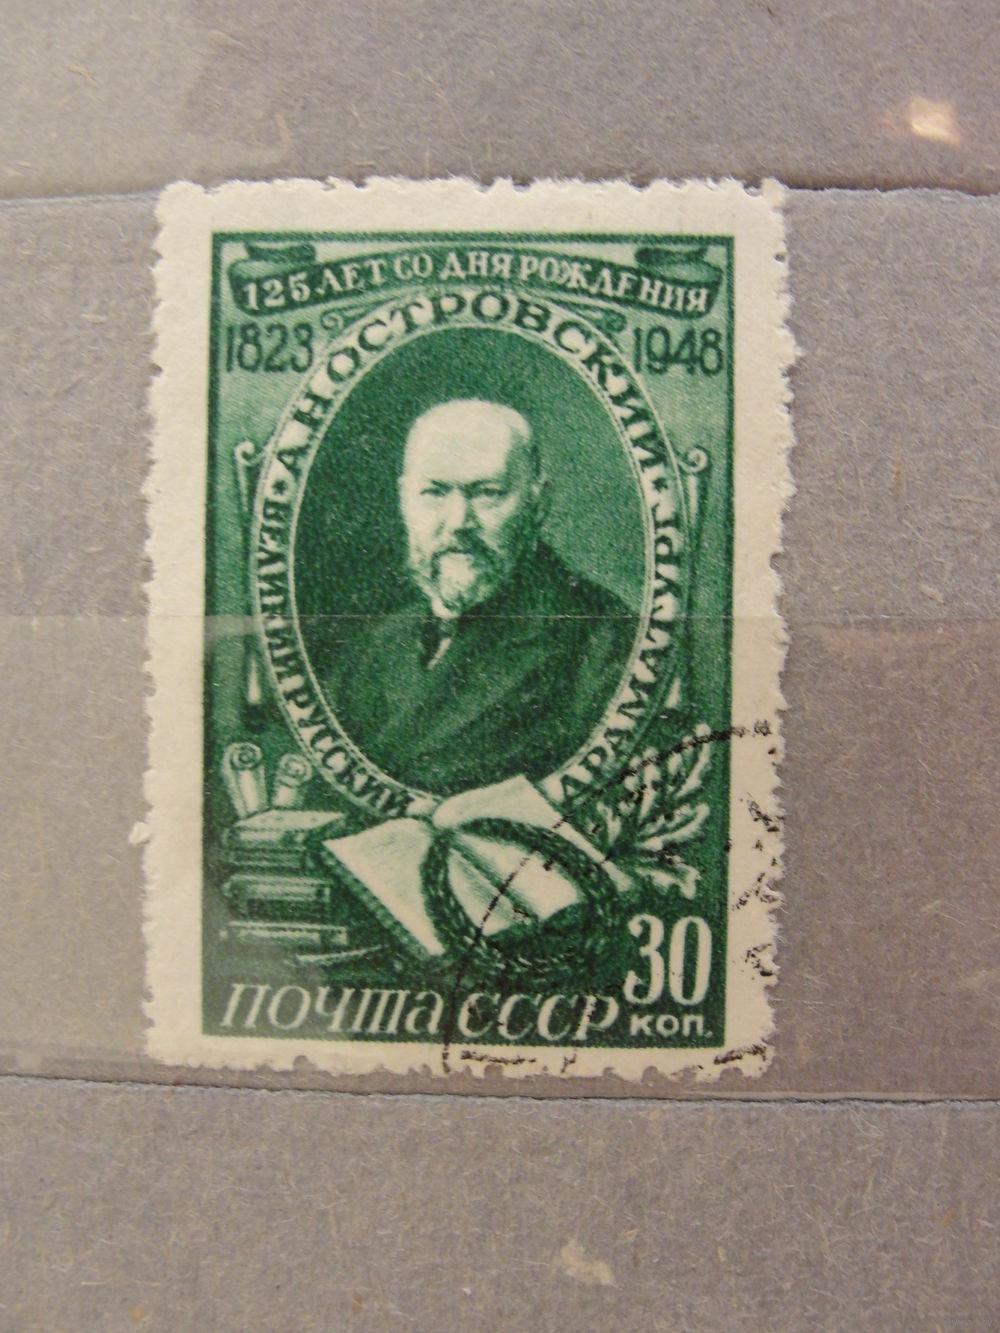 125 ЛЕТ СО ДНЯ РОЖДЕНИЯ
1823 1948
ВЕЛИКИЙ РУССКИЙ
• А.Н.ОСТРОВСКИЙ •
ДРАМАТУРГ
30
ПОЧТА СССР КОП.